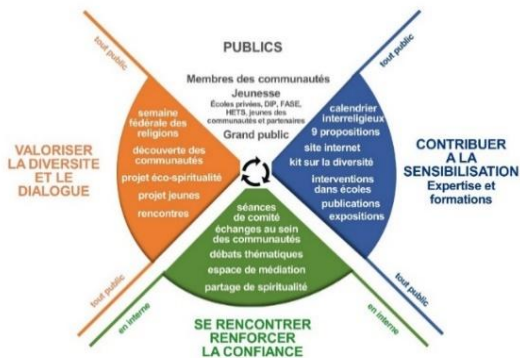 PUBLICS
Membres des communautés
Jeunesse
Écoles privées, DIP, FASE,
HETS, jeunes des
communautés et partenaires
Grand public
tout public
VALORISER
LA DIVERSITE
ET LE
DIALOGUE
semaine
fédérale des
religions
découverte des
communautés
projet éco-spiritualité
projet jeunes
rencontres
tout public
tout public
calendrier
interreligieux
9 propositions
site internet
kit sur la diversité
interventions
dans écoles
publications
expositions
CONTRIBUER
A LA
SENSIBILISATION
Expertise et
formations
tout public
séances
de comité
échanges au sein
des communautés
débats thématiques
espace de médiation
partage de spiritualité
en interne
en interne
SE RENCONTRER
RENFORCER
LA CONFIANCE